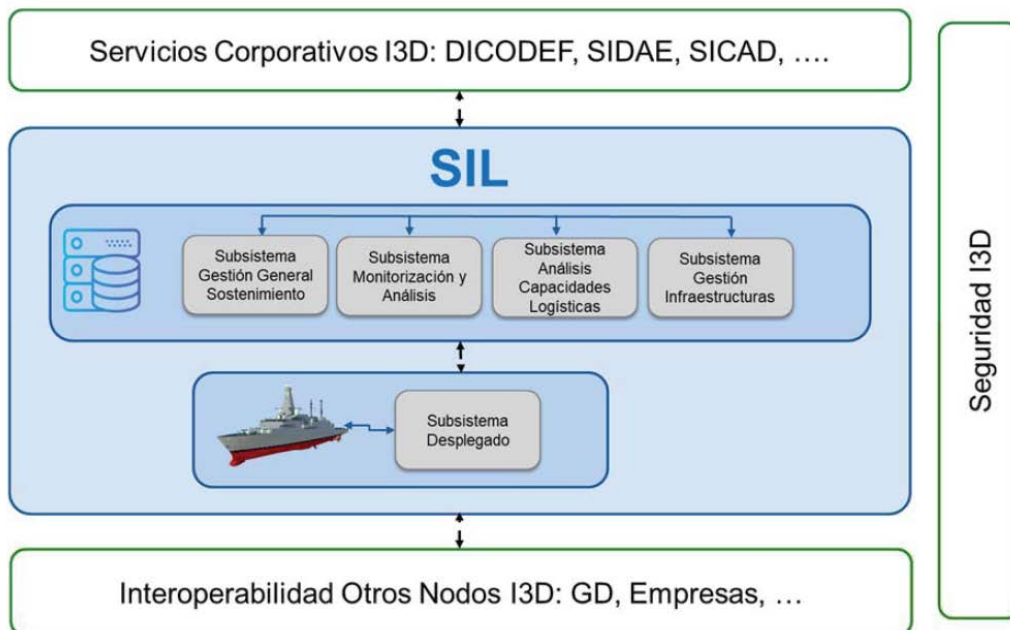 Servicios Corporativos I3D: DICODEF, SIDAE, SICAD, ….
SIL
Subsistema
Gestión General
Sostenimiento
Subsistema
Monitorización y
Análisis
Subsistema
Análisis
Capacidades
Logísticas
Subsistema
Gestión
Infraestructuras
Subsistema
Desplegado
Interoperabilidad Otros Nodos I3D: GD, Empresas, …
Seguridad I3D